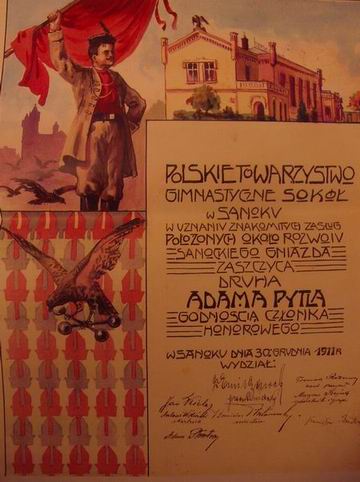 POLSKIE TOWARZYSTWO
GIMNASTYCZNE SOKÓŁ
W SANOKU
W UZNANIU ZNAKOMITYCH ZASŁUG
POŁOŻONYCH OKOŁO ROZWOJU
SANOCKIEGO GNIAZDA
ZASZCZYCA
DRUHA
ADAMA PYTLA
GODNOŚCIĄ CZŁONKA
HONOROWEGO
W SANOKU DNIA 30 GRUDNIA 1911 R
WYDZIAŁ: